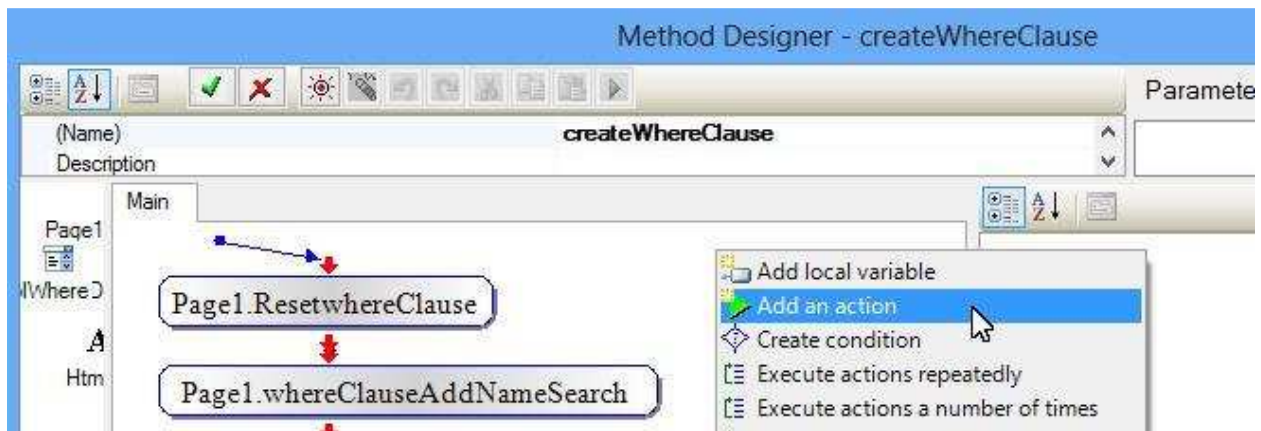 Method Designer - createWhereClause
Paramete
(Name) createWhereClause
Description
Main
Page1
lWhereD
A
Htm
Page1.ResetwhereClause
Page1.whereClauseAddNameSearch
Add local variable
Add an action
Create condition
Execute actions repeatedly
Execute actions a number of times